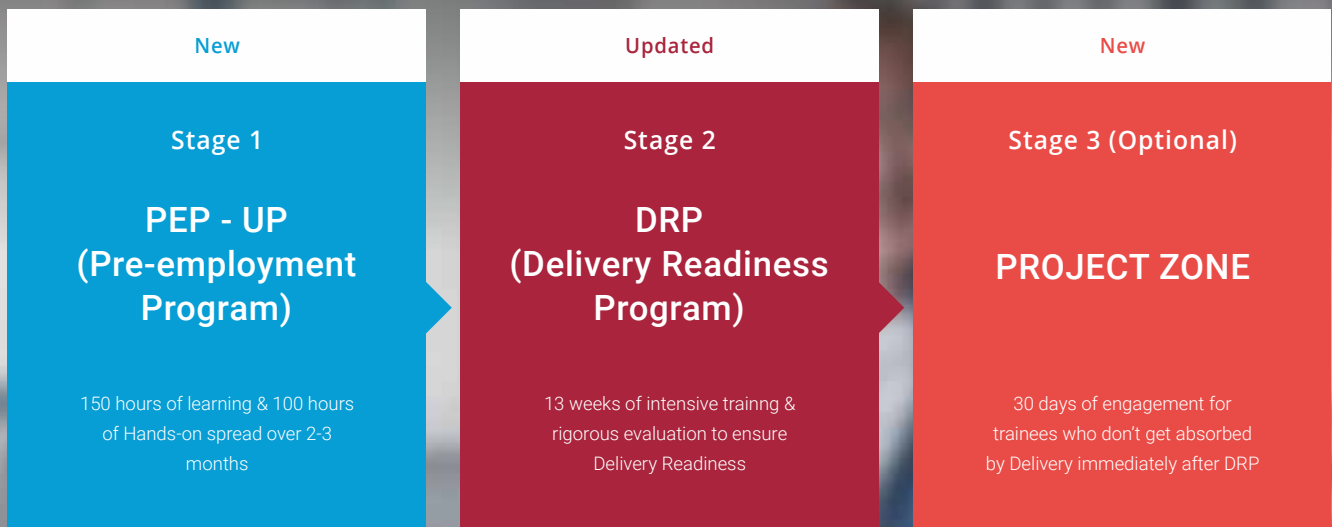 New
Stage 1
PEP - UP
(Pre-employment
Program)
150 hours of learning & 100 hours
of Hands-on spread over 2-3
months
Updated
Stage 2
DRP
(Delivery Readiness
Program)
13 weeks of intensive trainng &
rigorous evaluation to ensure
Delivery Readiness
New
Stage 3 (Optional)
PROJECT ZONE
30 days of engagement for
trainees who don't get absorbed
by Delivery immediately after DRP